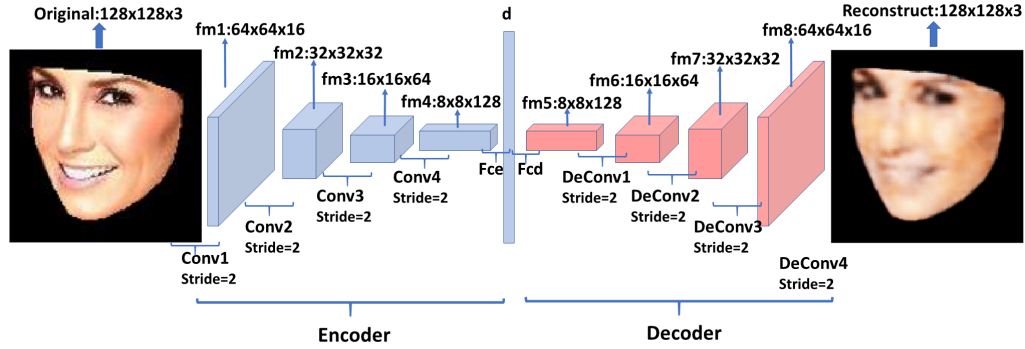 Original:128x128x3
d
Reconstruct:128x128x3
fm1:64x64x16
fm2:32x32x32
fm3:16x16x64
fm4:8x8x128
fm5:8x8x128
fm6:16x16x64
fm7:32x32x32
fm8:64x64x16
Conv1
Stride=2
Conv2
Stride=2
Conv3
Stride=2
Conv4
Stride=2
Fce
Fcd
DeConv1
Stride=2
DeConv2
Stride=2
DeConv3
Stride=2
DeConv4
Stride=2
Encoder
Decoder